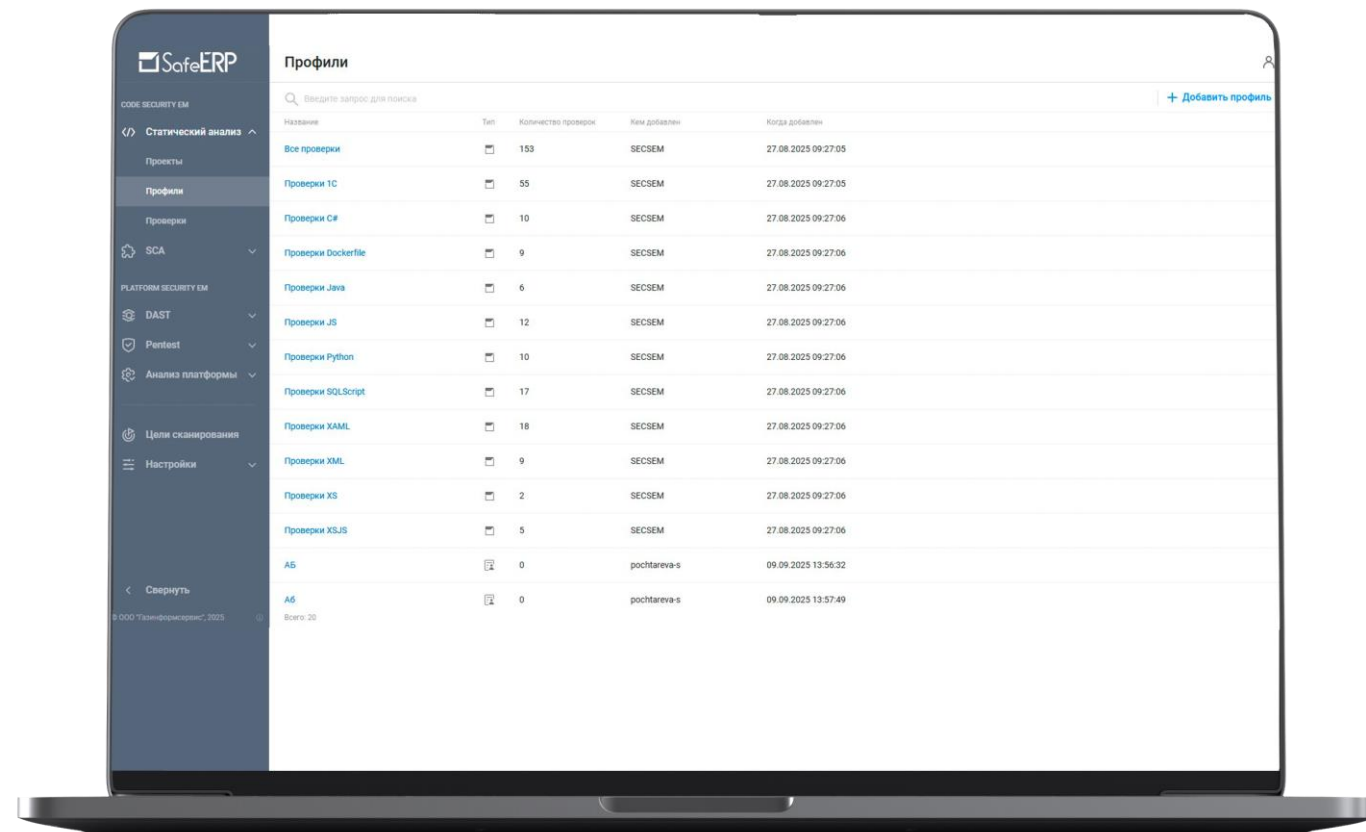 SafeERP
CODE SECURITY EM
Статический анализ
Проекты
Профили
Проверки
SCA
PLATFORM SECURITY EM
DAST
Pentest
Анализ платформы
Цели сканирования
Настройки
Свернуть
© ООО "Газинформсервис", 2025
Профили
Введите запрос для поиска
+ Добавить профиль
Название Тип Количество проверок Кем добавлен Когда добавлен
Все проверки 153 SECSEM 27.08.2025 09:27:05
Проверки 1C 55 SECSEM 27.08.2025 09:27:05
Проверки C# 10 SECSEM 27.08.2025 09:27:06
Проверки Dockerfile 9 SECSEM 27.08.2025 09:27:06
Проверки Java 6 SECSEM 27.08.2025 09:27:06
Проверки JS 12 SECSEM 27.08.2025 09:27:06
Проверки Python 10 SECSEM 27.08.2025 09:27:06
Проверки SQLScript 17 SECSEM 27.08.2025 09:27:06
Проверки XAML 18 SECSEM 27.08.2025 09:27:06
Проверки XML 9 SECSEM 27.08.2025 09:27:06
Проверки XS 2 SECSEM 27.08.2025 09:27:06
Проверки XSJS 5 SECSEM 27.08.2025 09:27:06
АБ 0 pochtareva-s 09.09.2025 13:56:32
Аб 0 pochtareva-s 09.09.2025 13:57:49
Всего: 20